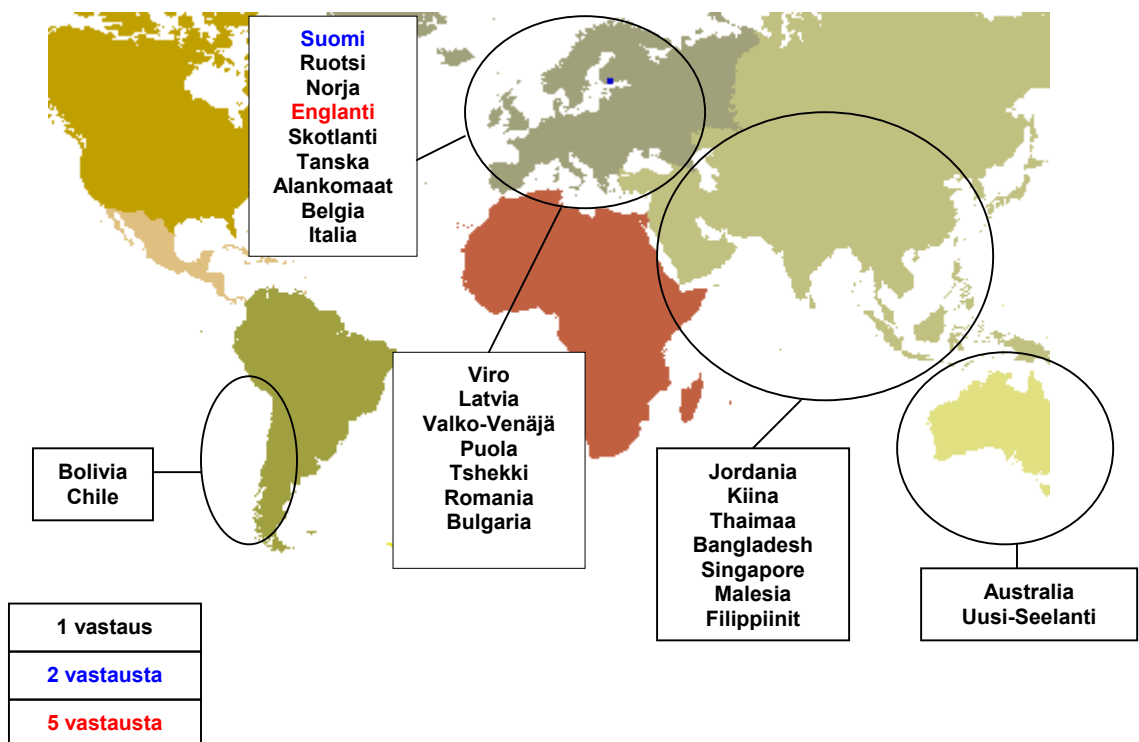 Suomi
Ruotsi
Norja
Englanti
Skotlanti
Tanska
Alankomaat
Belgia
Italia
Viro
Latvia
Valko-Venäjä
Puola
Tshekki
Romania
Bulgaria
Bolivia
Chile
Jordania
Kiina
Thaimaa
Bangladesh
Singapore
Malesia
Filippiinit
Australia
Uusi-Seelanti
1 vastaus
2 vastausta
5 vastausta